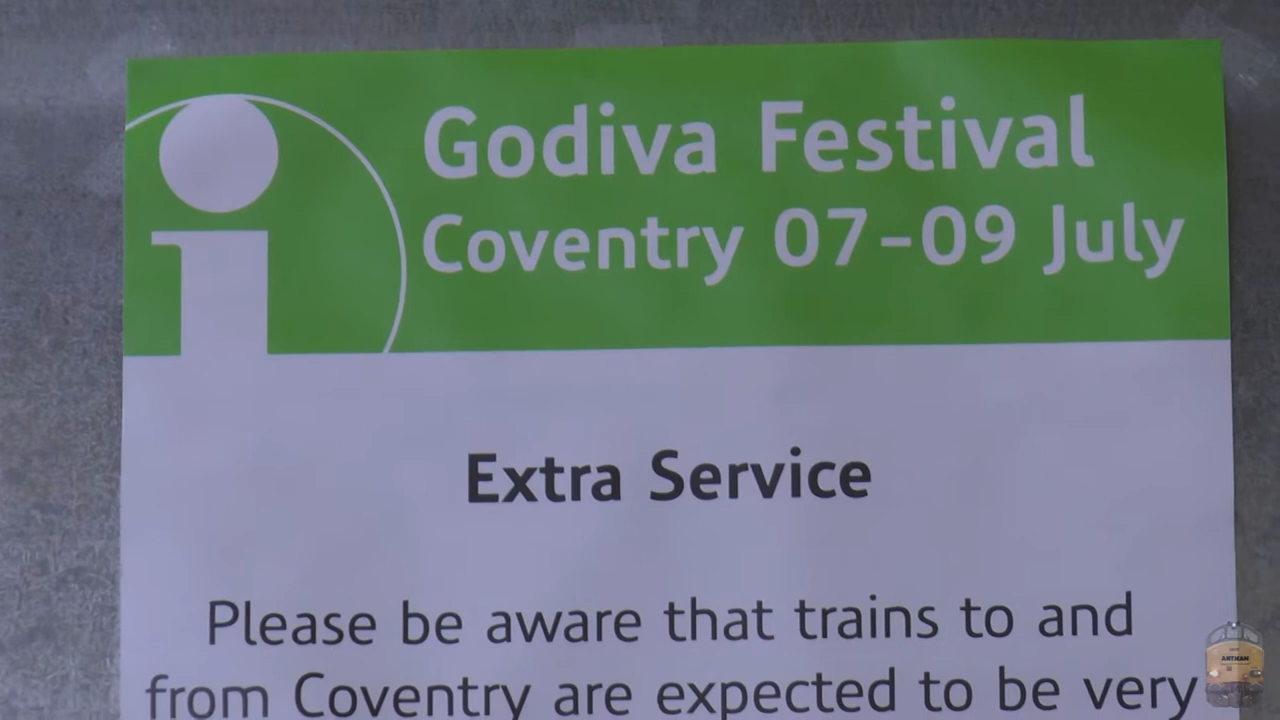 Godiva Festival
Coventry 07-09 July
Extra Service
Please be aware that trains to and
from Coventry are expected to be very
ANTMAN